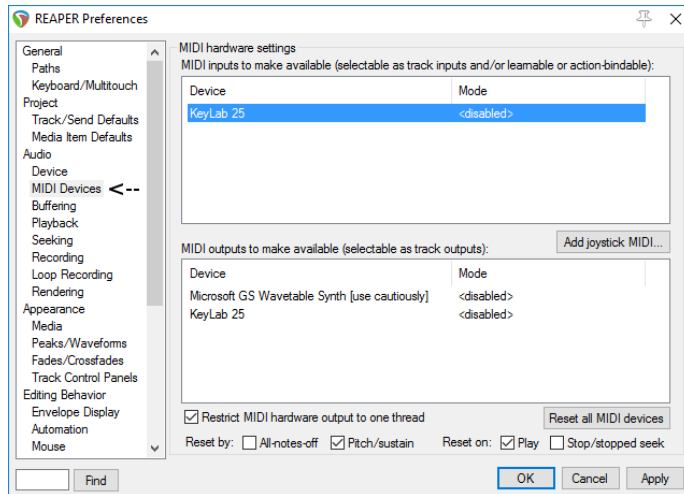 REAPER Preferences
General
Paths
Keyboard/Multitouch
Project
Track/Send Defaults
Media Item Defaults
Audio
Device
MIDI Devices <--
Buffering
Playback
Seeking
Recording
Loop Recording
Rendering
Appearance
Media
Peaks/Waveforms
Fades/Crossfades
Track Control Panels
Editing Behavior
Envelope Display
Automation
Mouse
Find
MIDI hardware settings
MIDI inputs to make available (selectable as track inputs and/or learnable or action-bindable):
Device Mode
KeyLab 25 <disabled>
Add joystick MIDI...
MIDI outputs to make available (selectable as track outputs):
Device Mode
Microsoft GS Wavetable Synth [use cautiously] <disabled>
KeyLab 25 <disabled>
Restrict MIDI hardware output to one thread Reset all MIDI devices
Reset by: All-notes-off Pitch/sustain Reset on: Play Stop/stopped seek
OK Cancel Apply